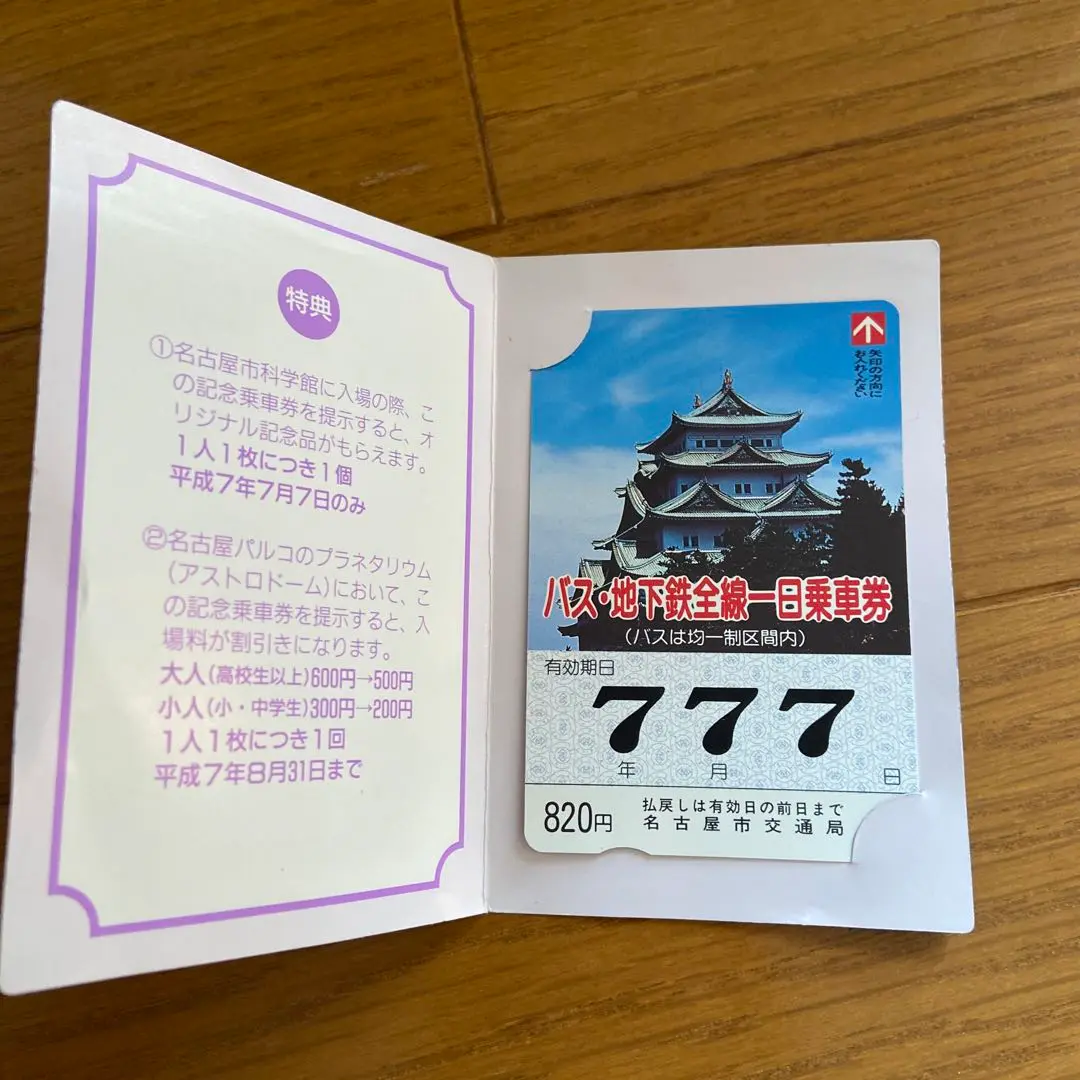 特典
①名古屋市科学館に入場の際、こ
の記念乗車券を提示すると、オ
リジナル記念品がもらえます。
1人1枚につき1個
平成7年7月7日のみ
②名古屋パルコのプラネタリウム
(アストロドーム)において、こ
の記念乗車券を提示すると、入
場料が割引きになります。
大人(高校生以上)600円→500円
小人(小・中学生)300円→200円
1人1枚につき1回
平成7年8月31日まで
矢印の方向に
お入れください
バス・地下鉄全線一日乗車券
(バスは均一制区間内)
有効期日
7 7 7
年 月 日
820円
払戻しは有効日の前日まで
名古屋市交通局